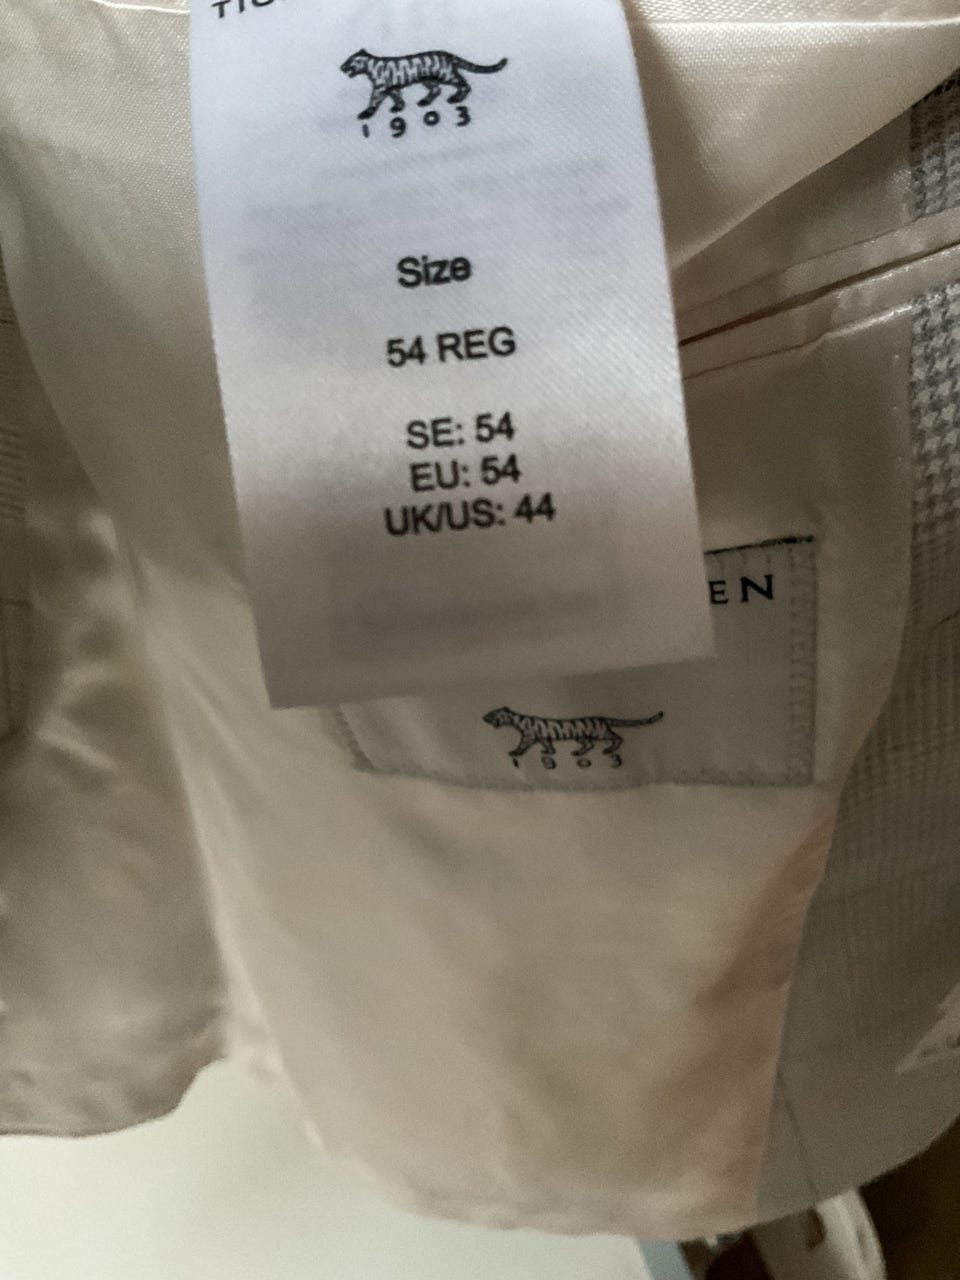 1903
Size
54 REG
SE: 54
EU: 54
UK/US: 44
EN
1903